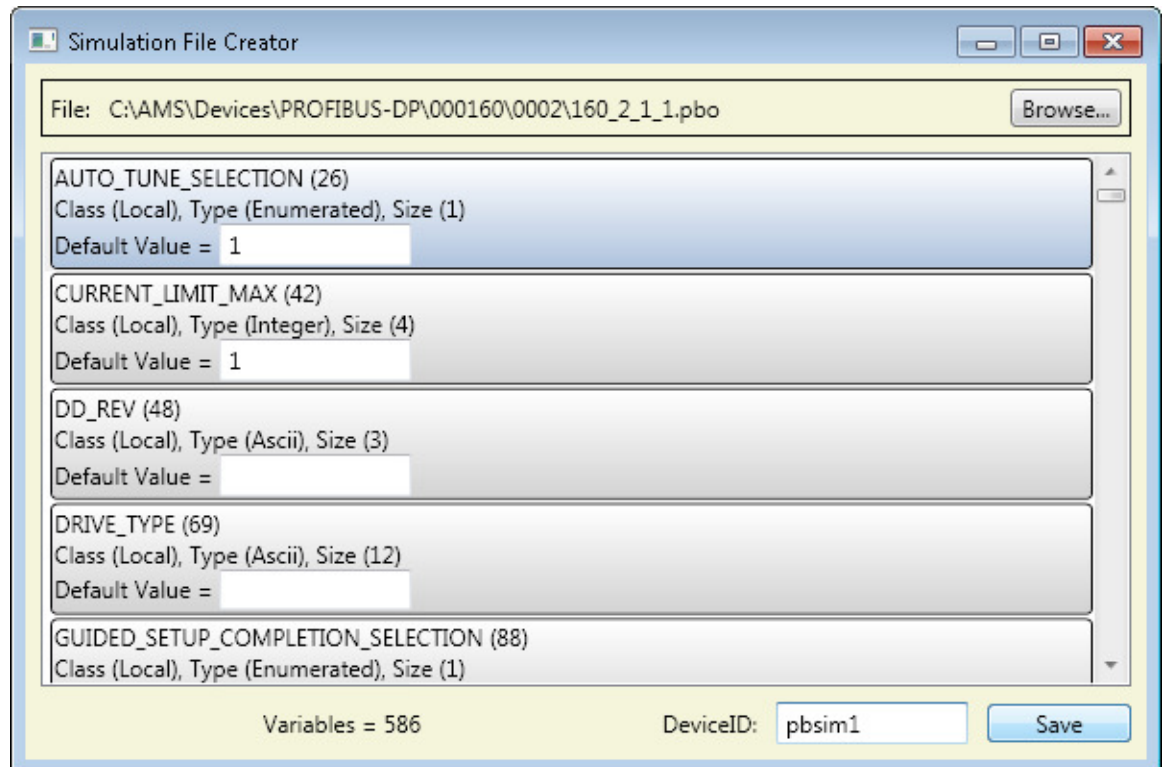 Simulation File Creator
File: C:\AMS\Devices\PROFIBUS-DP\000160\0002\160_2_1_1.pbo Browse...
AUTO_TUNE_SELECTION (26)
Class (Local), Type (Enumerated), Size (1)
Default Value = 1
CURRENT_LIMIT_MAX (42)
Class (Local), Type (Integer), Size (4)
Default Value = 1
DD_REV (48)
Class (Local), Type (Ascii), Size (3)
Default Value =
DRIVE_TYPE (69)
Class (Local), Type (Ascii), Size (12)
Default Value =
GUIDED_SETUP_COMPLETION_SELECTION (88)
Class (Local), Type (Enumerated), Size (1)
Variables = 586 DeviceID: pbsim1 Save